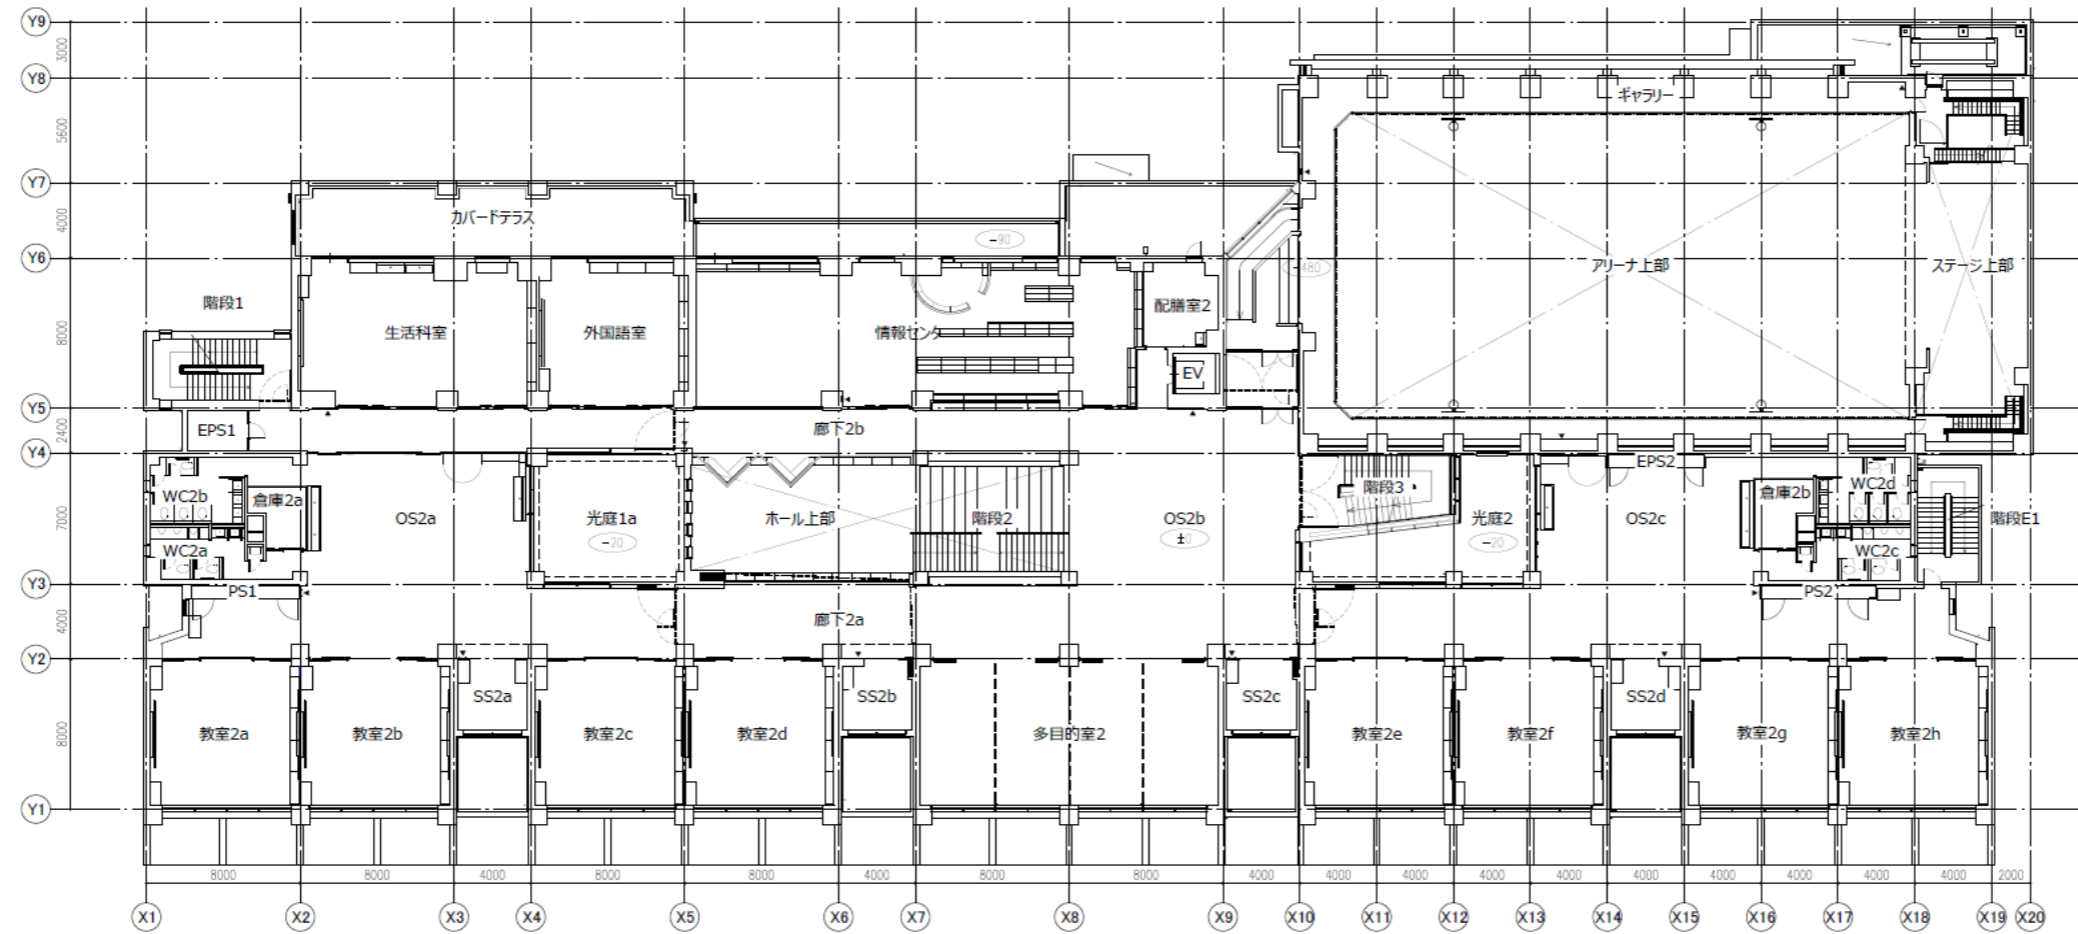 Y9
3000
Y8
ギャラリー
5600
Y7
カバードテラス
4000
-90
Y6
-480
アリーナ上部
ステージ上部
階段1
配膳室2
8000
生活科室
外国語室
情報センタ
EV
Y5
2400
EPS1
廊下2b
Y4
EPS2
WC2b
倉庫2a
階段3
倉庫2b
WC2d
7000
OS2a
光庭1a
ホール上部
階段2
OS2b
光庭2
OS2c
階段E1
-20
±0
-20
WC2a
WC2c
Y3
PS1
PS2
4000
廊下2a
Y2
SS2a
SS2b
SS2c
SS2d
8000
教室2a
教室2b
教室2c
教室2d
多目的室2
教室2e
教室2f
教室2g
教室2h
Y1
8000
8000
4000
8000
8000
4000
8000
8000
4000
4000
4000
4000
4000
4000
4000
4000
4000
4000
2000
X1
X2
X3
X4
X5
X6
X7
X8
X9
X10
X11
X12
X13
X14
X15
X16
X17
X18
X19
X20